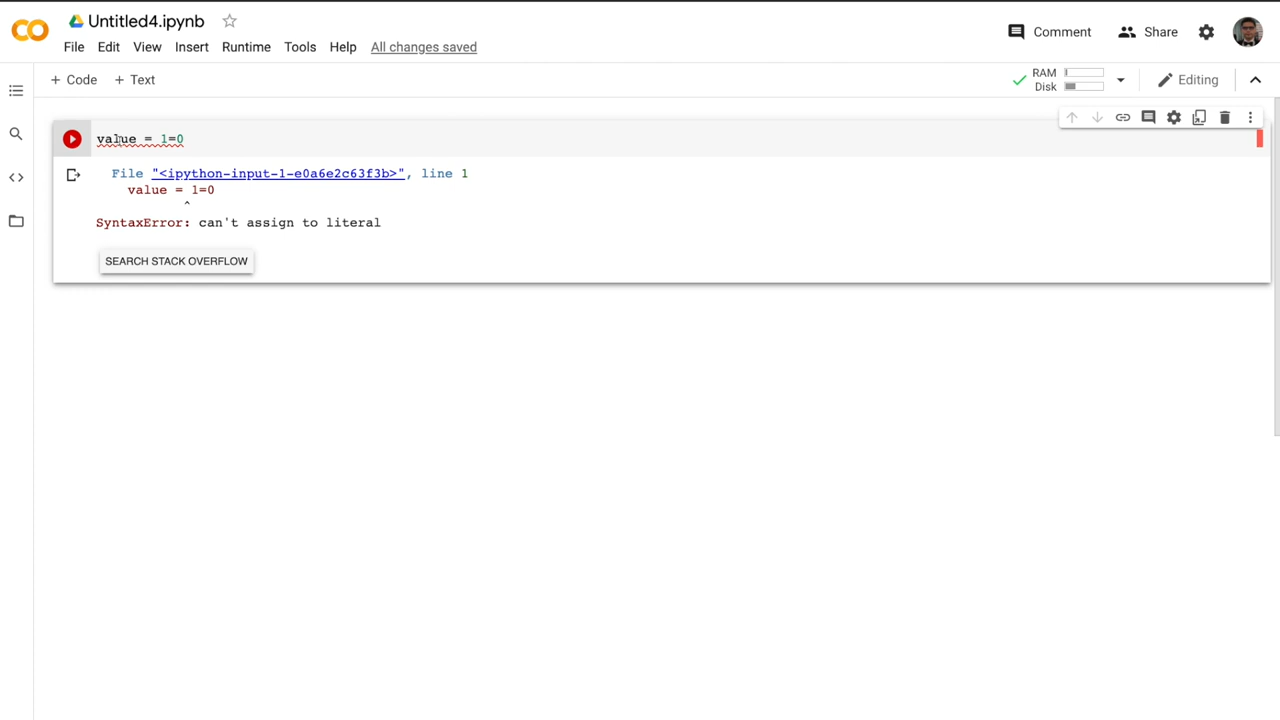 Untitled4.ipynb
File Edit View Insert Runtime Tools Help All changes saved
Comment Share
+ Code + Text
RAM
Disk
Editing
value = 1=0
File "<ipython-input-1-e0a6e2c63f3b>", line 1
value = 1=0
^
SyntaxError: can't assign to literal
SEARCH STACK OVERFLOW